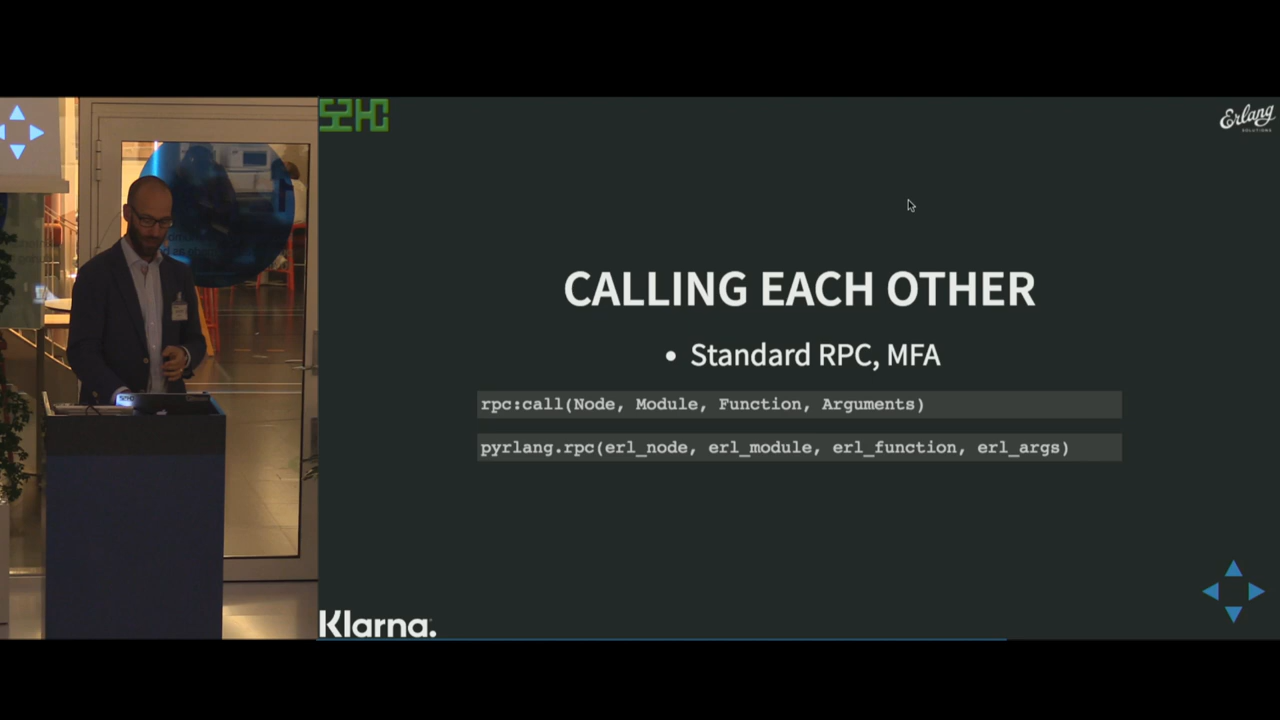 Erlang
SOLUTIONS
CALLING EACH OTHER
• Standard RPC, MFA
rpc:call(Node, Module, Function, Arguments)
pyrlang.rpc(erl_node, erl_module, erl_function, erl_args)
Klarna.